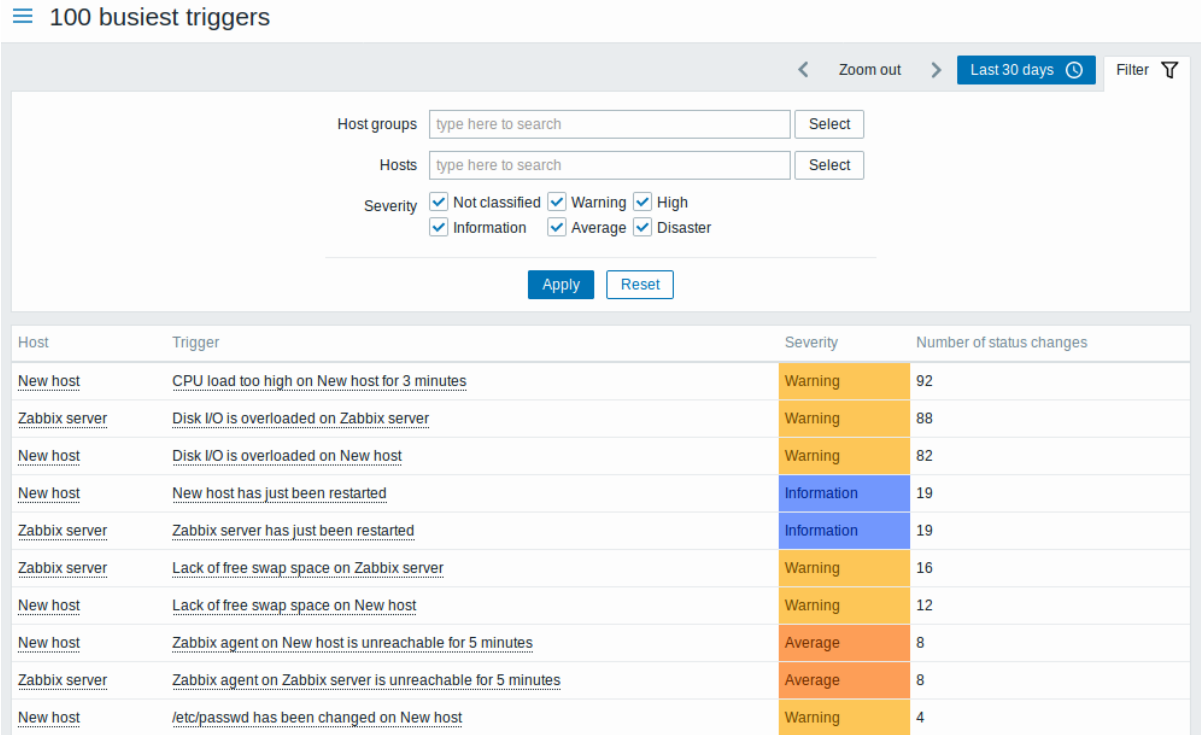 100 busiest triggers
Zoom out Last 30 days Filter
Host groups type here to search Select
Hosts type here to search Select
Severity Not classified Warning High
Information Average Disaster
Apply Reset
Host Trigger Severity Number of status changes
New host CPU load too high on New host for 3 minutes Warning 92
Zabbix server Disk I/O is overloaded on Zabbix server Warning 88
New host Disk I/O is overloaded on New host Warning 82
New host New host has just been restarted Information 19
Zabbix server Zabbix server has just been restarted Information 19
Zabbix server Lack of free swap space on Zabbix server Warning 16
New host Lack of free swap space on New host Warning 12
New host Zabbix agent on New host is unreachable for 5 minutes Average 8
Zabbix server Zabbix agent on Zabbix server is unreachable for 5 minutes Average 8
New host /etc/passwd has been changed on New host Warning 4